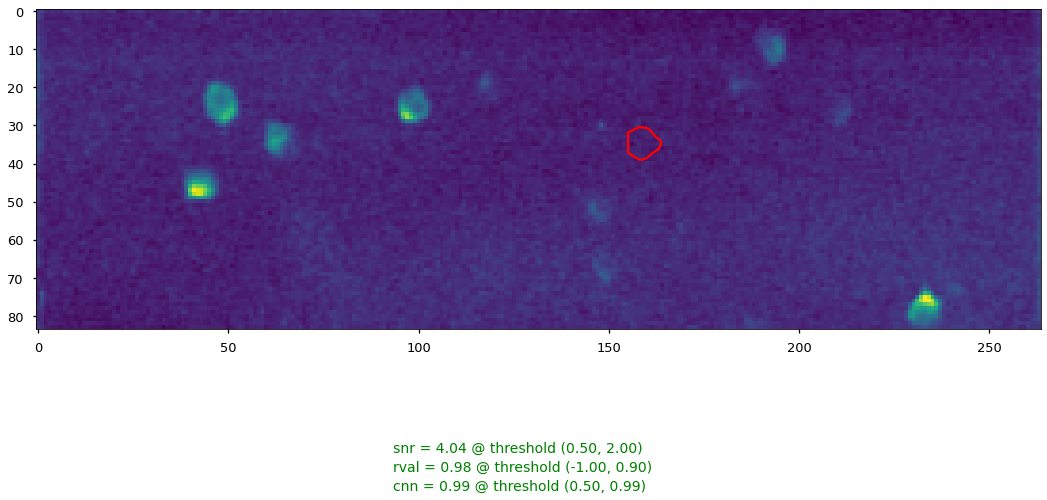 0
10
20
30
40
50
60
70
80
0 50 100 150 200 250
snr = 4.04 @ threshold (0.50, 2.00)
rval = 0.98 @ threshold (-1.00, 0.90)
cnn = 0.99 @ threshold (0.50, 0.99)